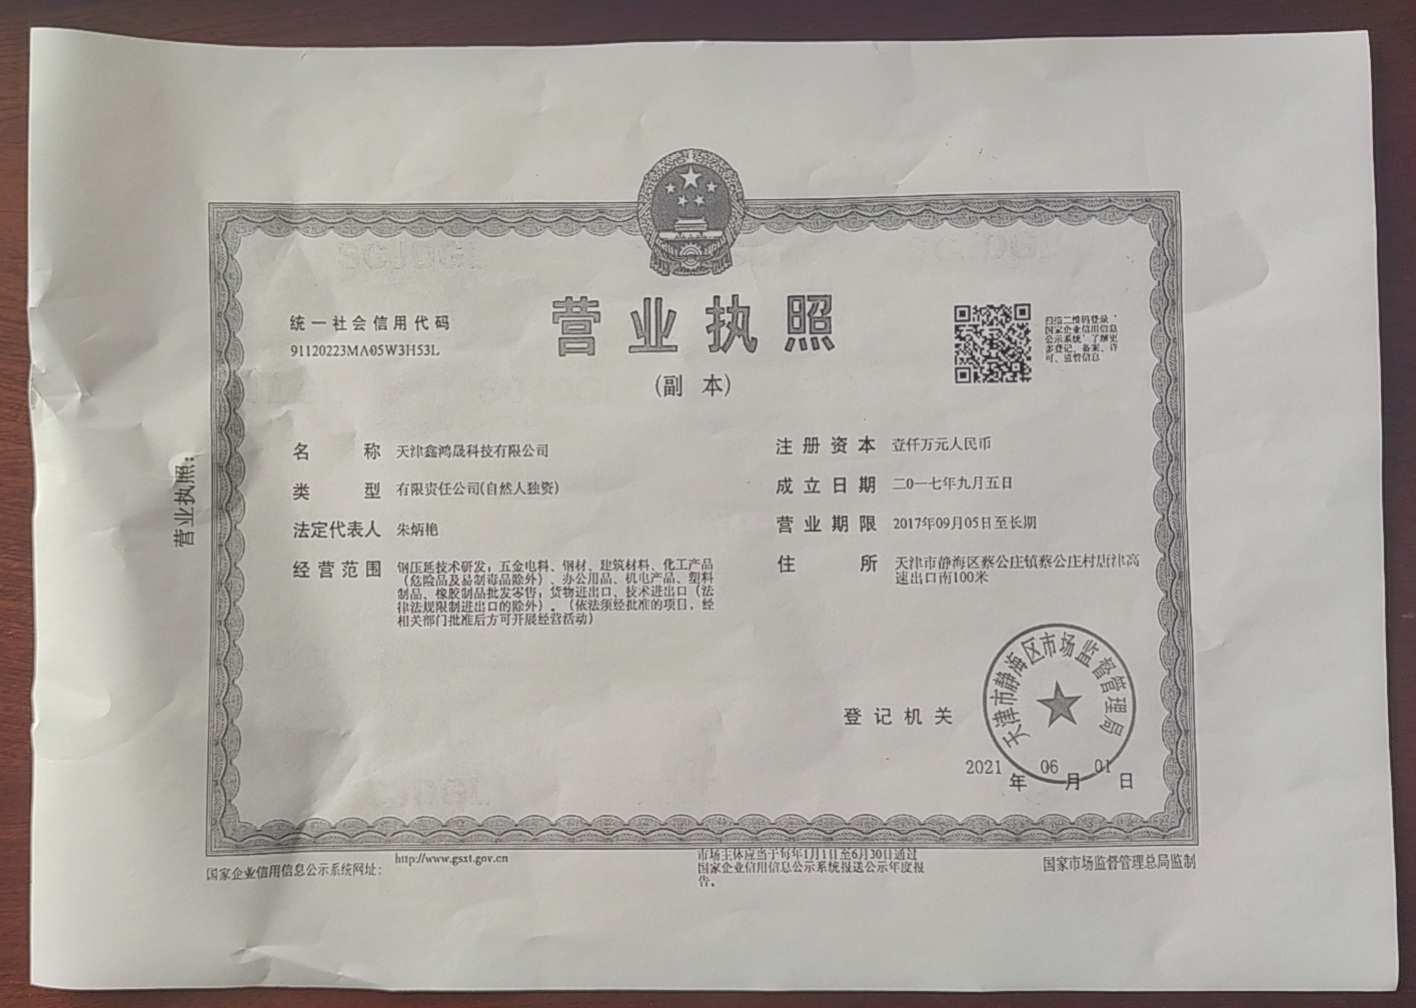 营业执照
(副 本)
统一社会信用代码
91120223MA05W3H53L
扫描二维码登录‘
国家企业信用信息
公示系统’了解更
多登记、备案、许
可、监管信息
名 称 天津鑫鸿晟科技有限公司
类 型 有限责任公司(自然人独资)
法定代表人 朱炳艳
经营范围 钢压延技术研发；五金电料、钢材、建筑材料、化工产品
（危险品及易制毒品除外）、办公用品、机电产品、塑料
制品、橡胶制品批发零售；货物进出口、技术进出口（法
律法规限制进出口的除外）。（依法须经批准的项目，经
相关部门批准后方可开展经营活动）
注册资本 壹仟万元人民币
成立日期 二0一七年九月五日
营业期限 2017年09月05日至长期
住 所 天津市静海区蔡公庄镇蔡公庄村唐津高
速出口南100米
登记机关
天津市静海区市场监督管理局
2021年06月01日
营业执照：
国家企业信用信息公示系统网址：
http://www.gsxt.gov.cn
市场主体应当于每年1月1日至6月30日通过
国家企业信用信息公示系统报送公示年度报
告。
国家市场监督管理总局监制